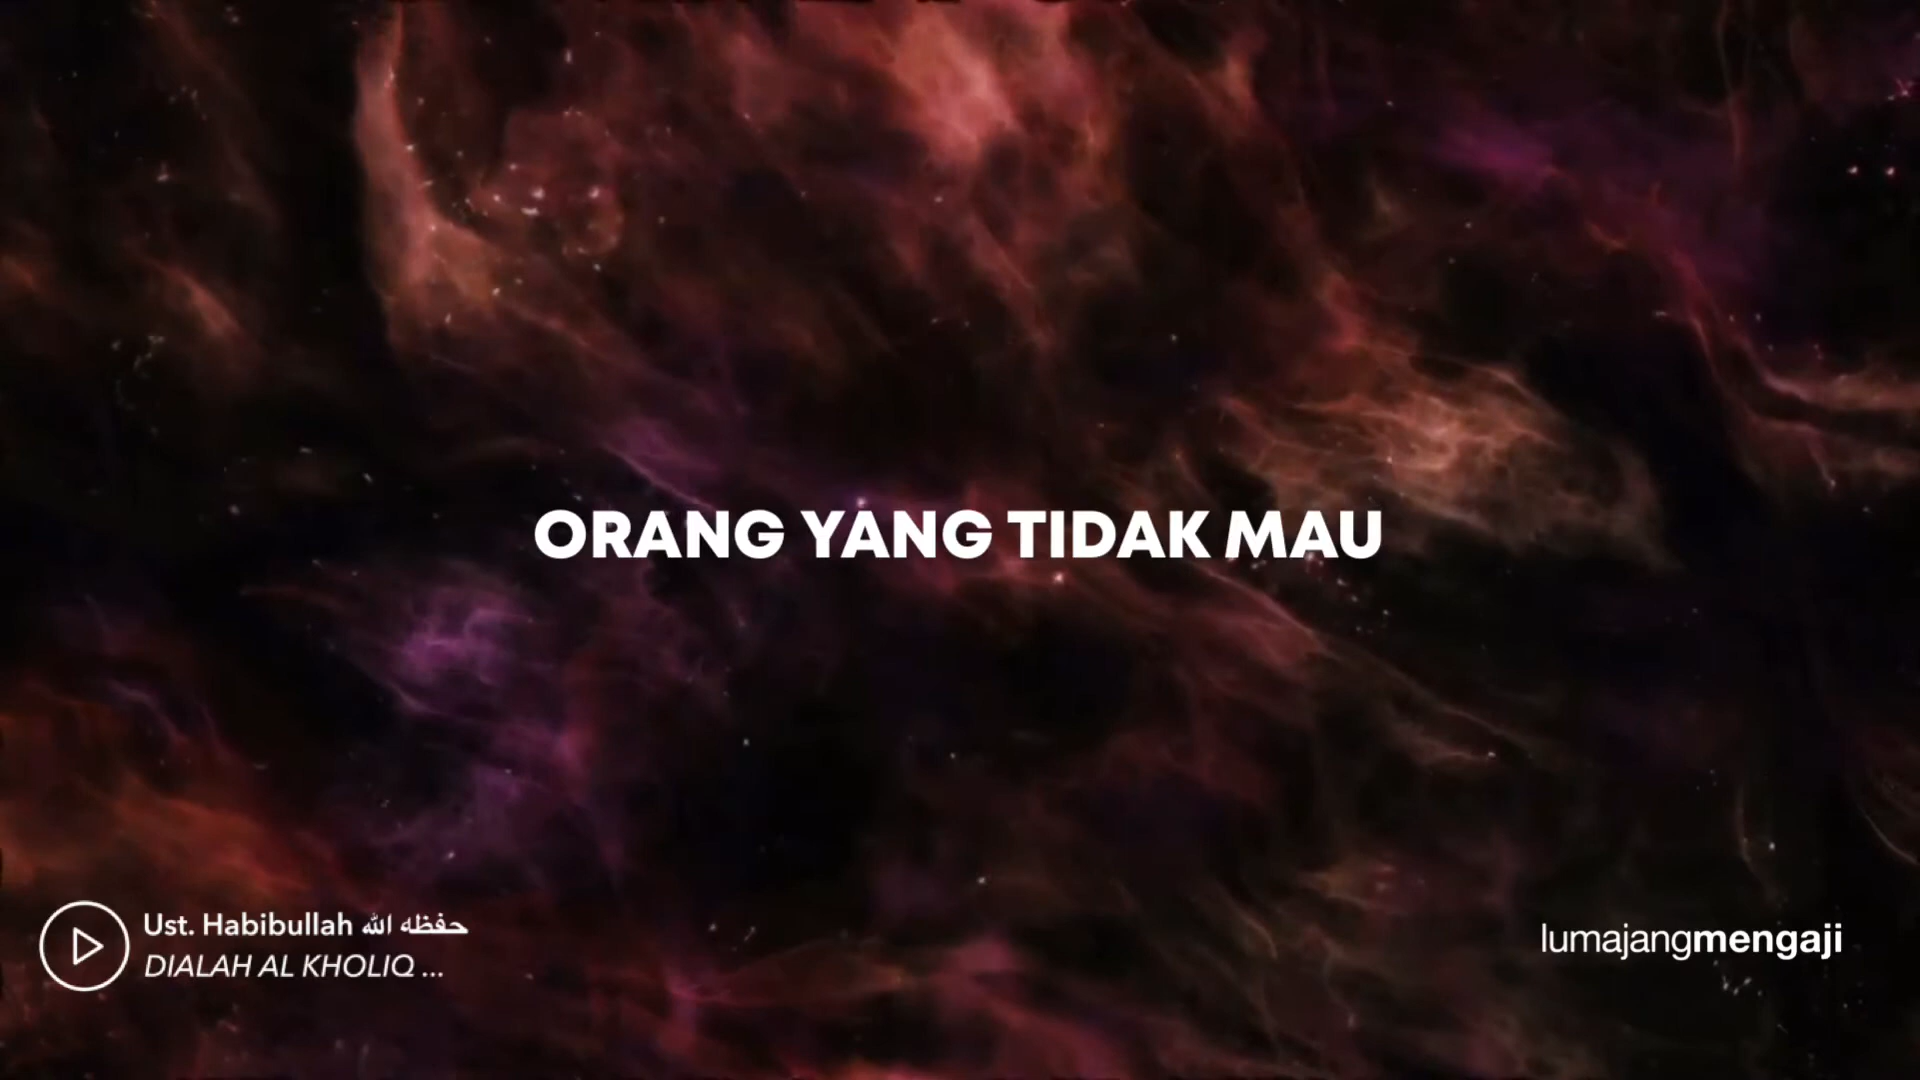 ORANG YANG TIDAK MAU
Ust. Habibullah حفظه الله
DIALAH AL KHOLIQ ...
lumajangmengaji